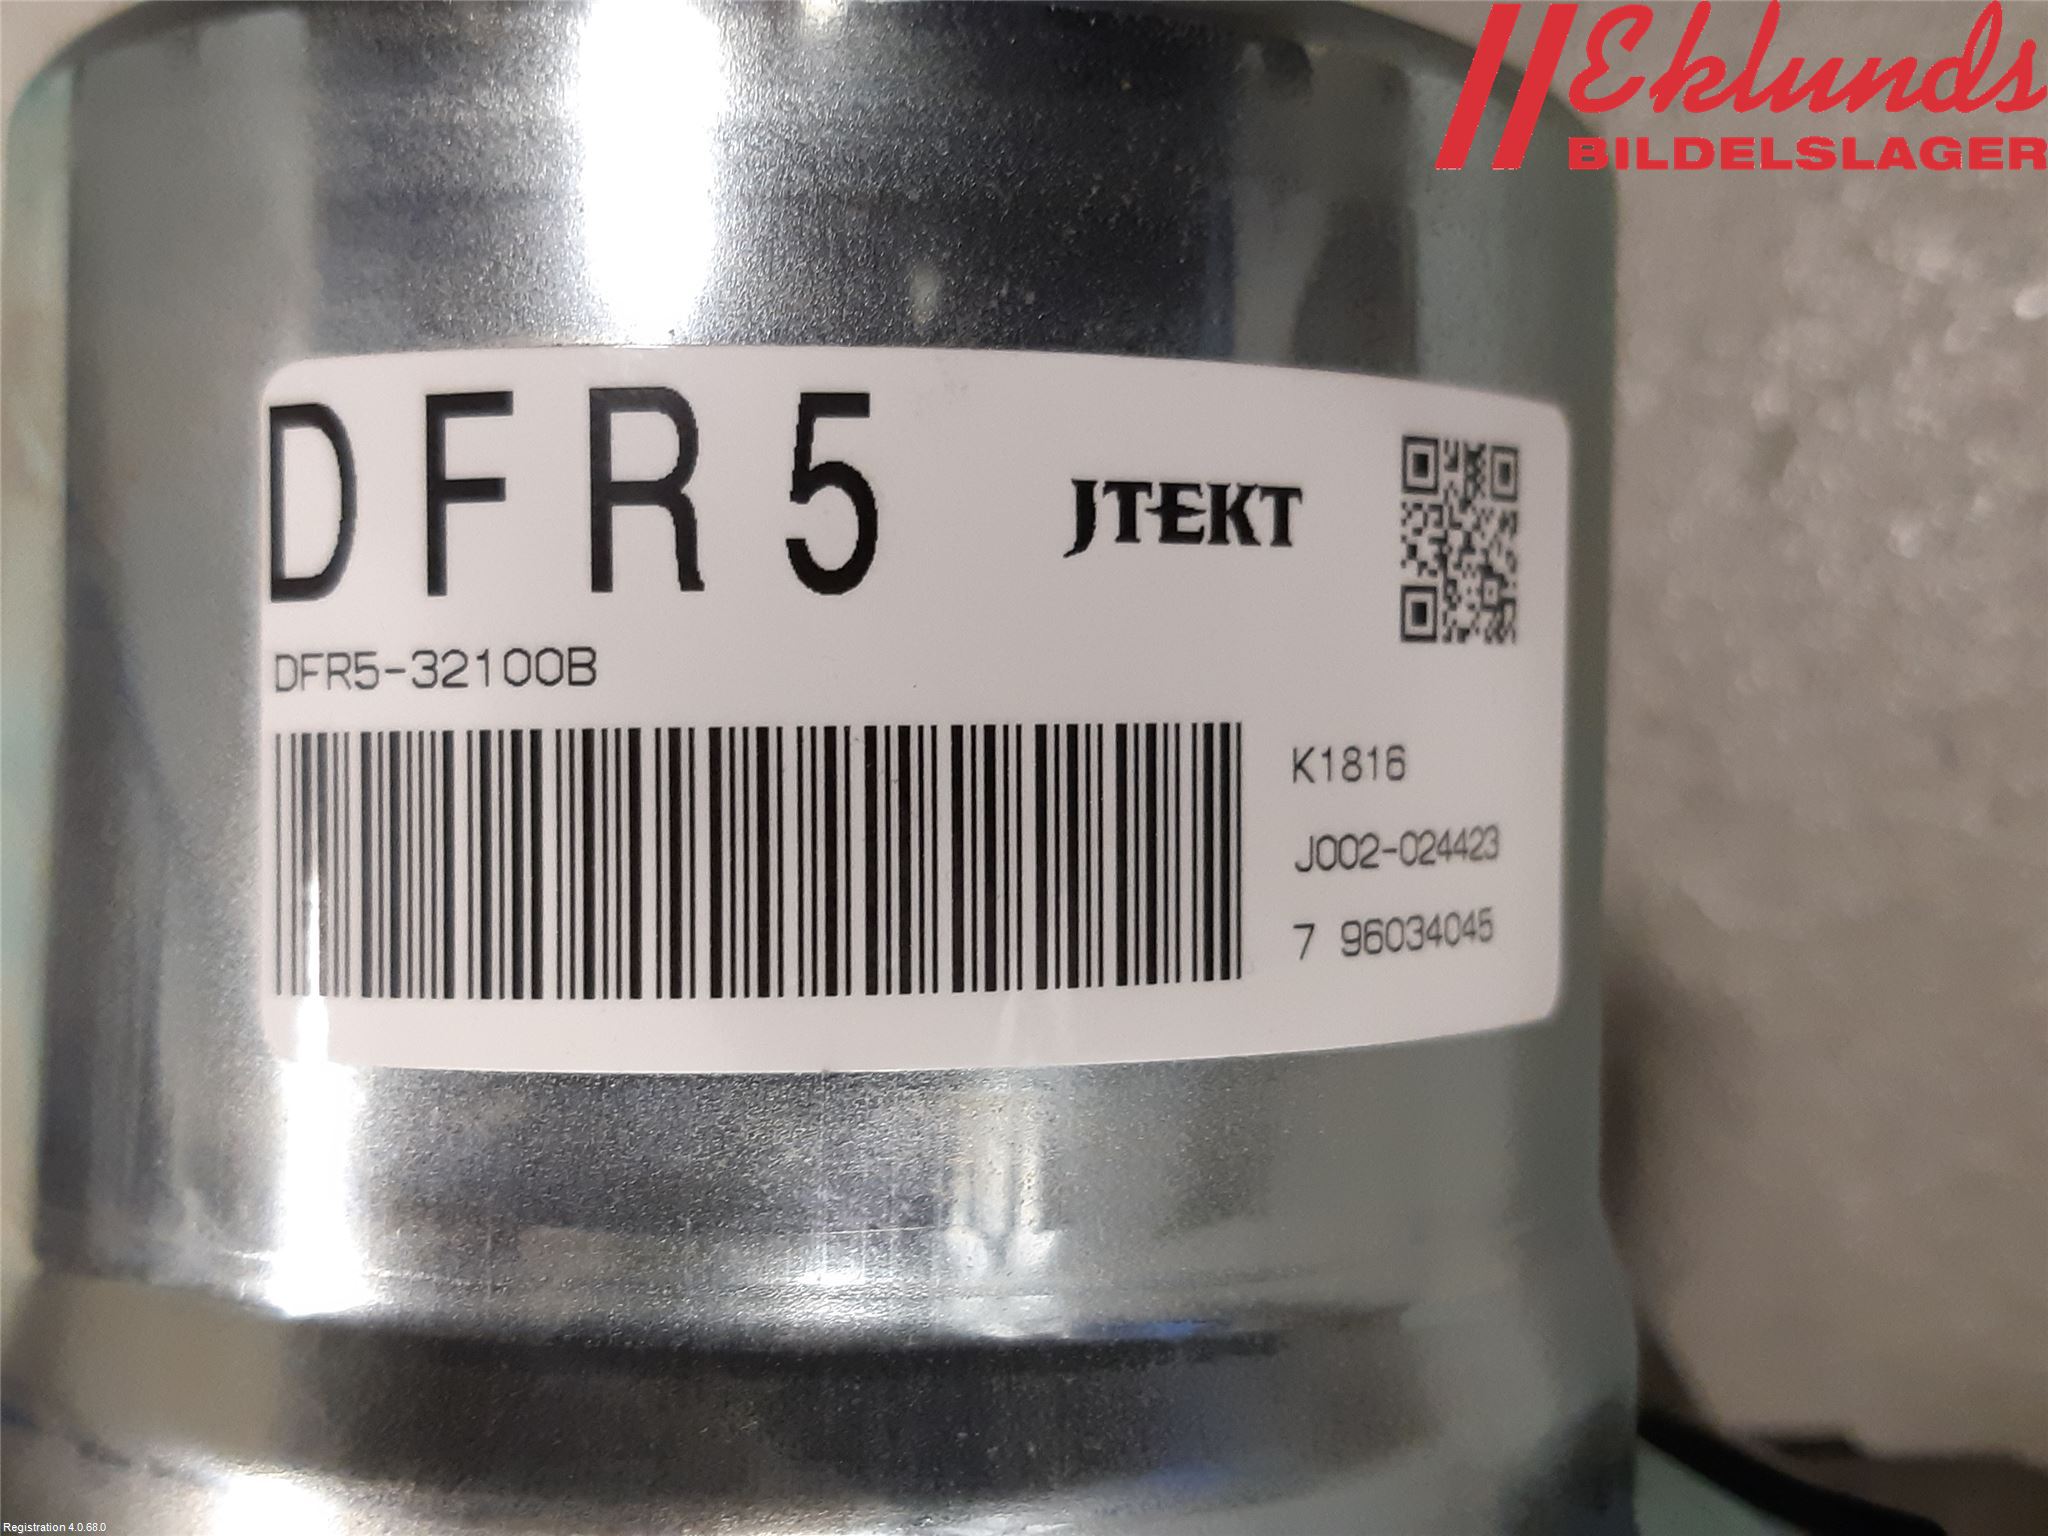 Eklunds
BILDELSLAGER
DFR5
JTEKT
DFR5-32100B
K1816
J002-024423
7 96034045
Registration 4.0.68.0